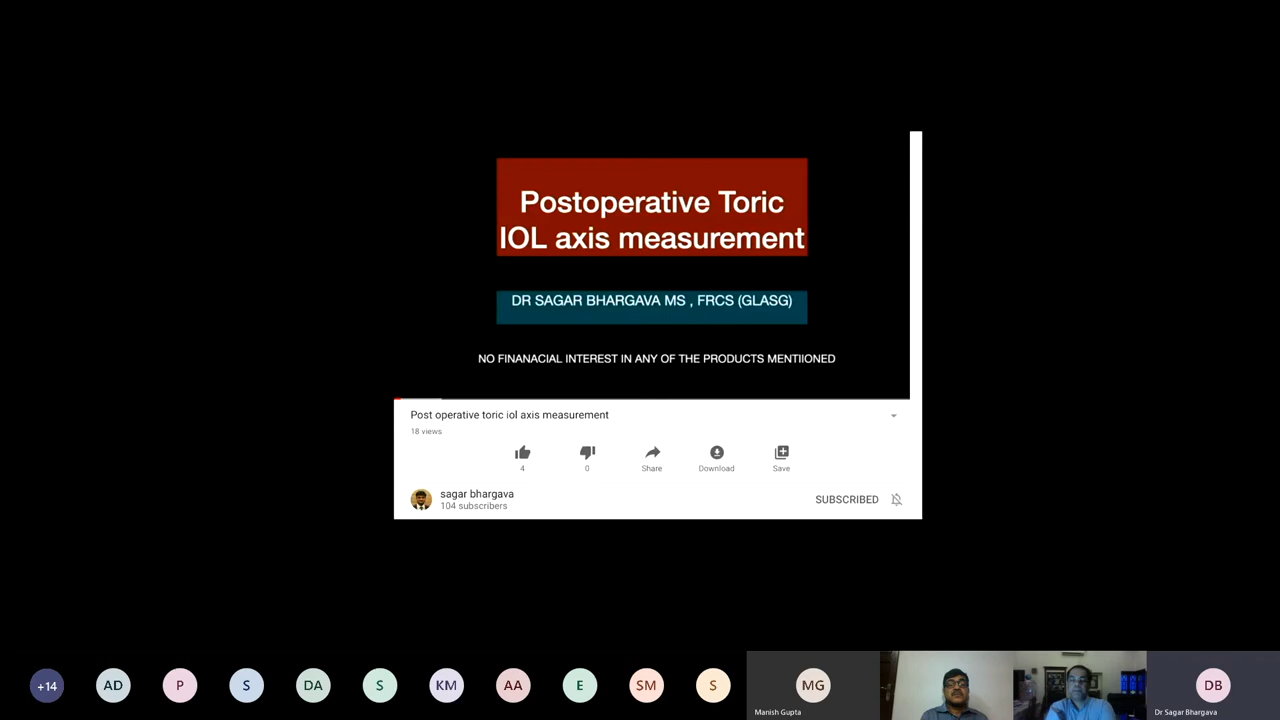 Postoperative Toric
IOL axis measurement
DR SAGAR BHARGAVA MS , FRCS (GLASG)
NO FINANACIAL INTEREST IN ANY OF THE PRODUCTS MENTIIONED
Post operative toric iol axis measurement
18 views
4
0
Share
Download
Save
sagar bhargava
104 subscribers
SUBSCRIBED
+14
AD
P
S
DA
S
KM
AA
E
SM
S
MG
Manish Gupta
DB
Dr Sagar Bhargava